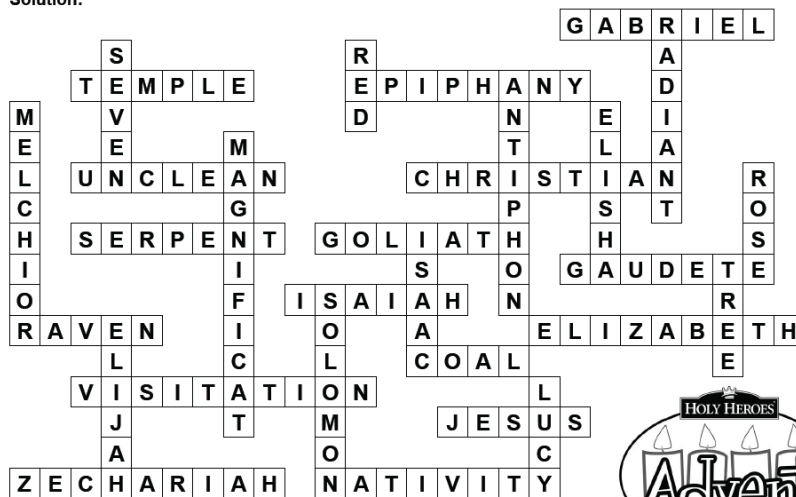 Solution:
GABRIEL
SEVEN
RED
RADIANT
TEMPLE
EPIPHANY
MELCHIOR
ANTIPHON
ELISHA
MAGNIFICAT
UNCLEAN
CHRISTIAN
ROSE
SERPENT
GOLIATH
ISAAC
GAUDETE
TREE
ISAIAH
SOLOMON
RAVEN
ELIJAH
ELIZABETH
COAL
VISITATION
LUCY
JESUS
ZECHARIAH
NATIVITY
HOLY HEROES